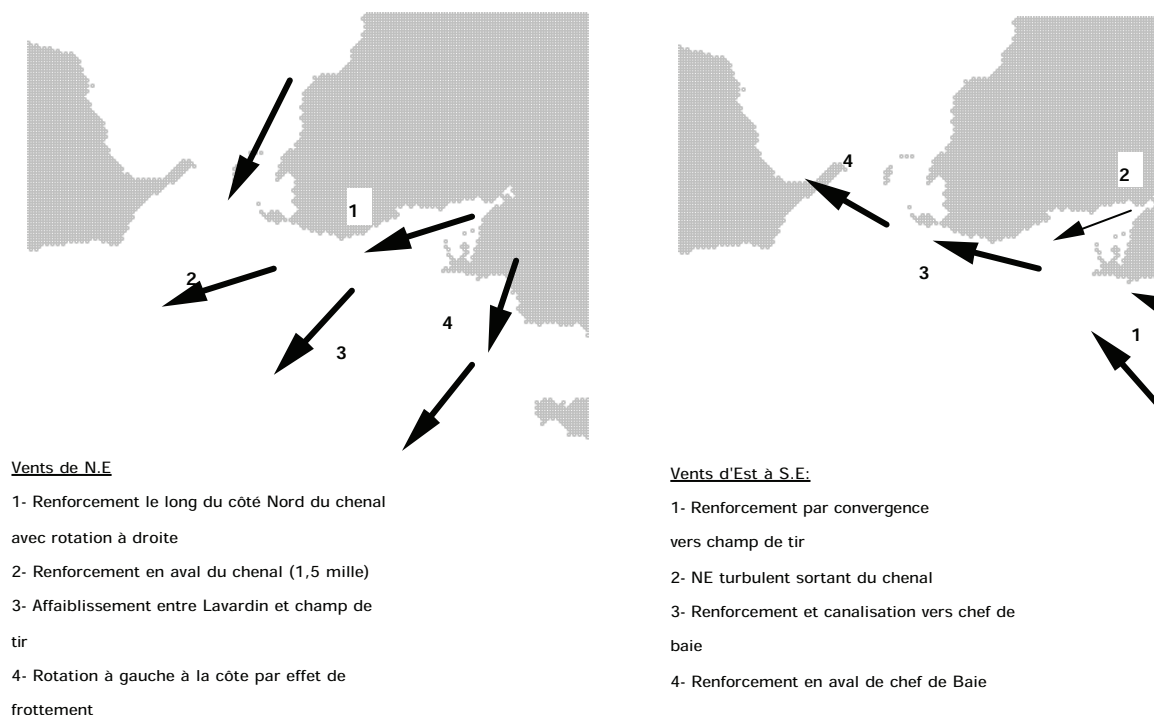 1
2
3
4
Vents de N.E
1- Renforcement le long du côté Nord du chenal
avec rotation à droite
2- Renforcement en aval du chenal (1,5 mille)
3- Affaiblissement entre Lavardin et champ de
tir
4- Rotation à gauche à la côte par effet de
frottement
4
2
3
1
Vents d'Est à S.E:
1- Renforcement par convergence
vers champ de tir
2- NE turbulent sortant du chenal
3- Renforcement et canalisation vers chef de
baie
4- Renforcement en aval de chef de Baie